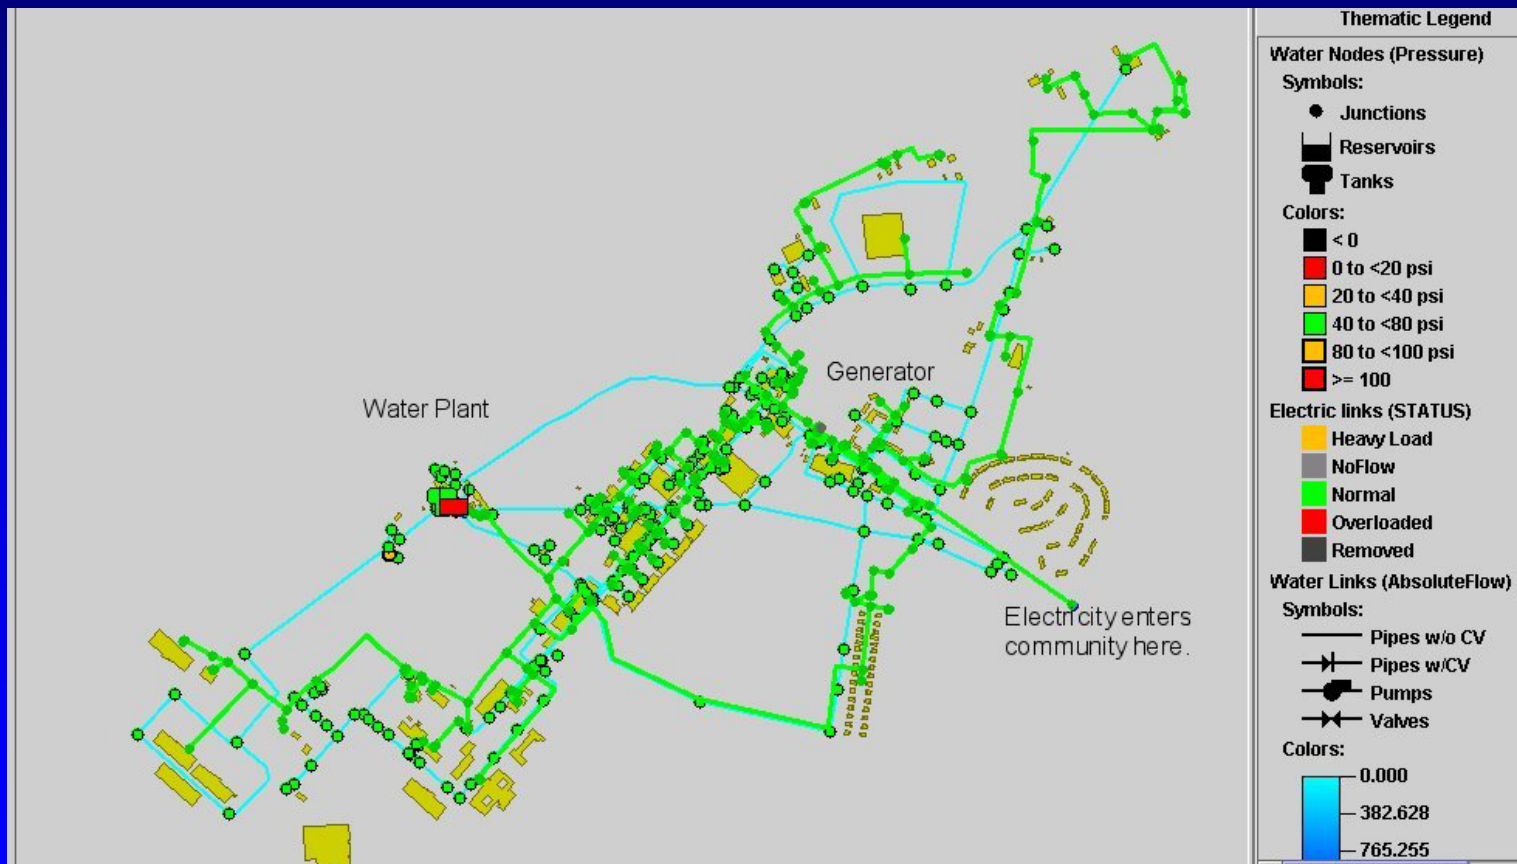 Thematic Legend
Water Nodes (Pressure)
Symbols:
Junctions
Reservoirs
Tanks
Colors:
< 0
0 to <20 psi
20 to <40 psi
40 to <80 psi
80 to <100 psi
>= 100
Electric links (STATUS)
Heavy Load
NoFlow
Normal
Overloaded
Removed
Water Links (AbsoluteFlow)
Symbols:
Pipes w/o CV
Pipes w/CV
Pumps
Valves
Colors:
0.000
382.628
765.255
Generator
Water Plant
Electricity enters
community here.